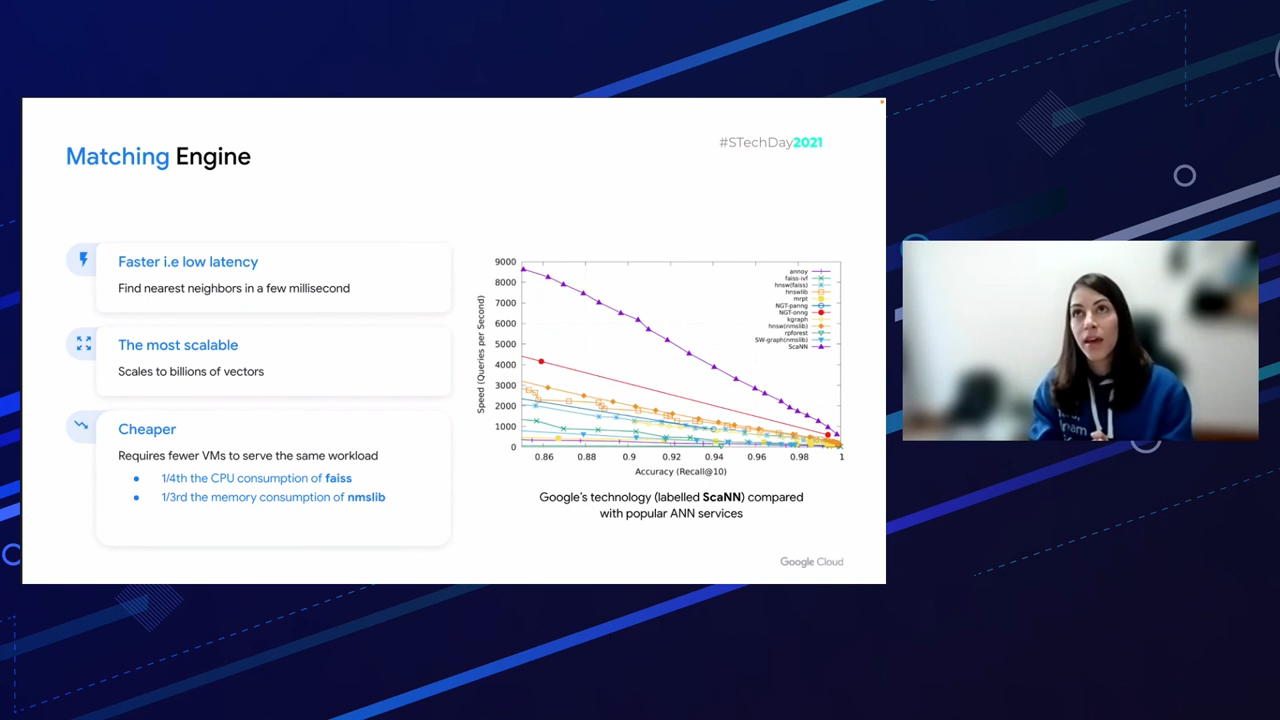 Matching Engine
#STechDay2021
Faster i.e low latency
Find nearest neighbors in a few millisecond
The most scalable
Scales to billions of vectors
Cheaper
Requires fewer VMs to serve the same workload
• 1/4th the CPU consumption of faiss
• 1/3rd the memory consumption of nmslib
Speed (Queries per Second)
9000
8000
7000
6000
5000
4000
3000
2000
1000
0
0.86 0.88 0.9 0.92 0.94 0.96 0.98 1
Accuracy (Recall@10)
annoy
faiss-ivf
hnsw(faiss)
hnswlib
mrpt
NGT-panng
NGT-onng
kgraph
hnsw(nmslib)
rpforest
SW-graph(nmslib)
ScaNN
Google's technology (labelled ScaNN) compared
with popular ANN services
Google Cloud